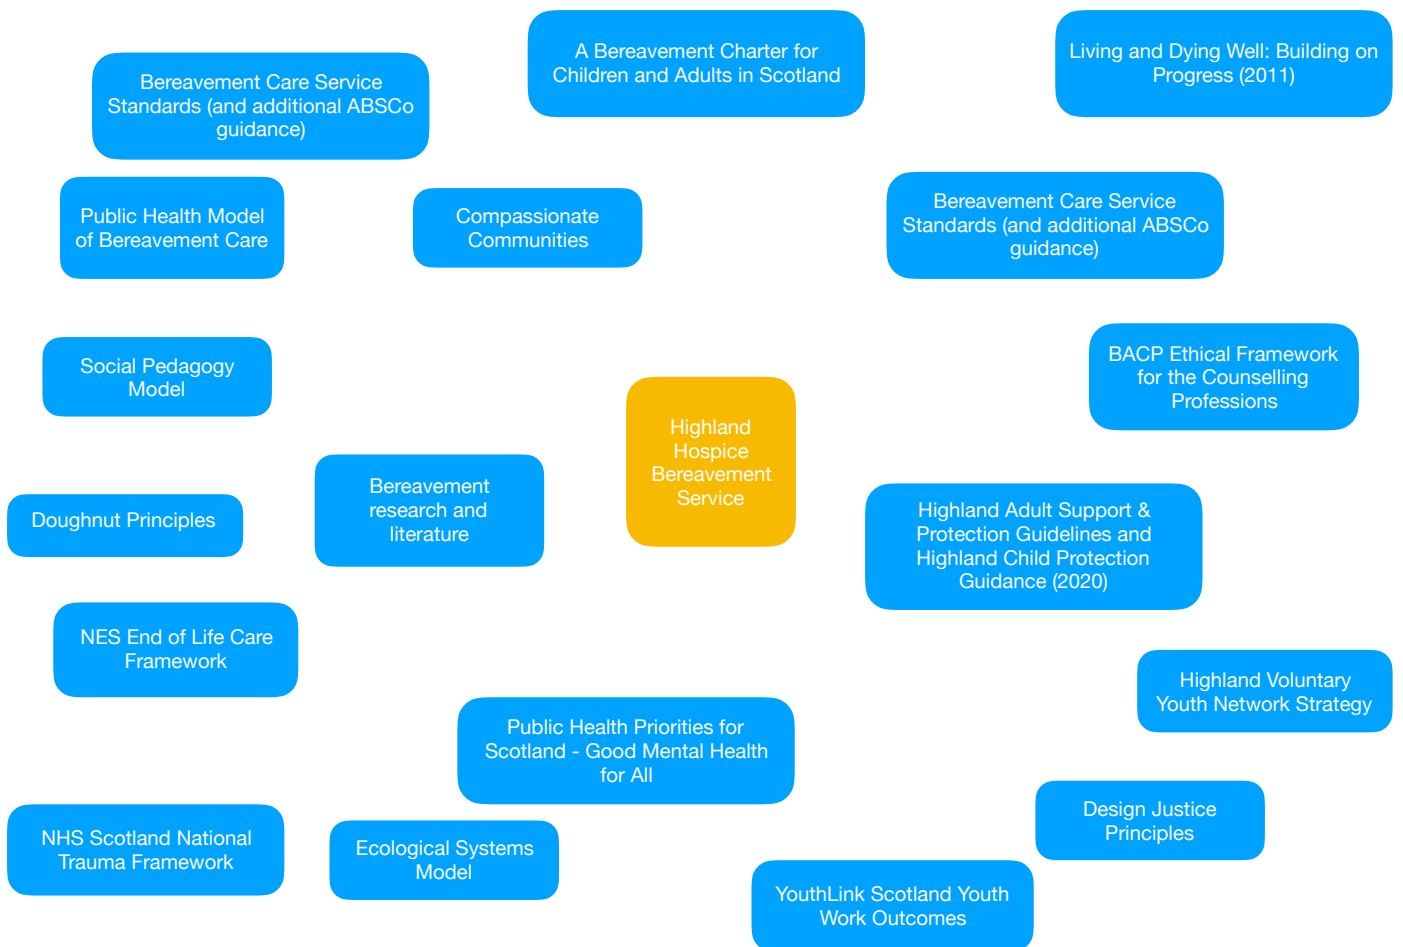 A Bereavement Charter for
Children and Adults in Scotland
Living and Dying Well: Building on
Progress (2011)
Bereavement Care Service
Standards (and additional ABSCo
guidance)
Public Health Model
of Bereavement Care
Compassionate
Communities
Bereavement Care Service
Standards (and additional ABSCo
guidance)
Social Pedagogy
Model
BACP Ethical Framework
for the Counselling
Professions
Highland
Hospice
Bereavement
Service
Bereavement
research and
literature
Doughnut Principles
Highland Adult Support &
Protection Guidelines and
Highland Child Protection
Guidance (2020)
NES End of Life Care
Framework
Highland Voluntary
Youth Network Strategy
Public Health Priorities for
Scotland - Good Mental Health
for All
Design Justice
Principles
NHS Scotland National
Trauma Framework
Ecological Systems
Model
YouthLink Scotland Youth
Work Outcomes